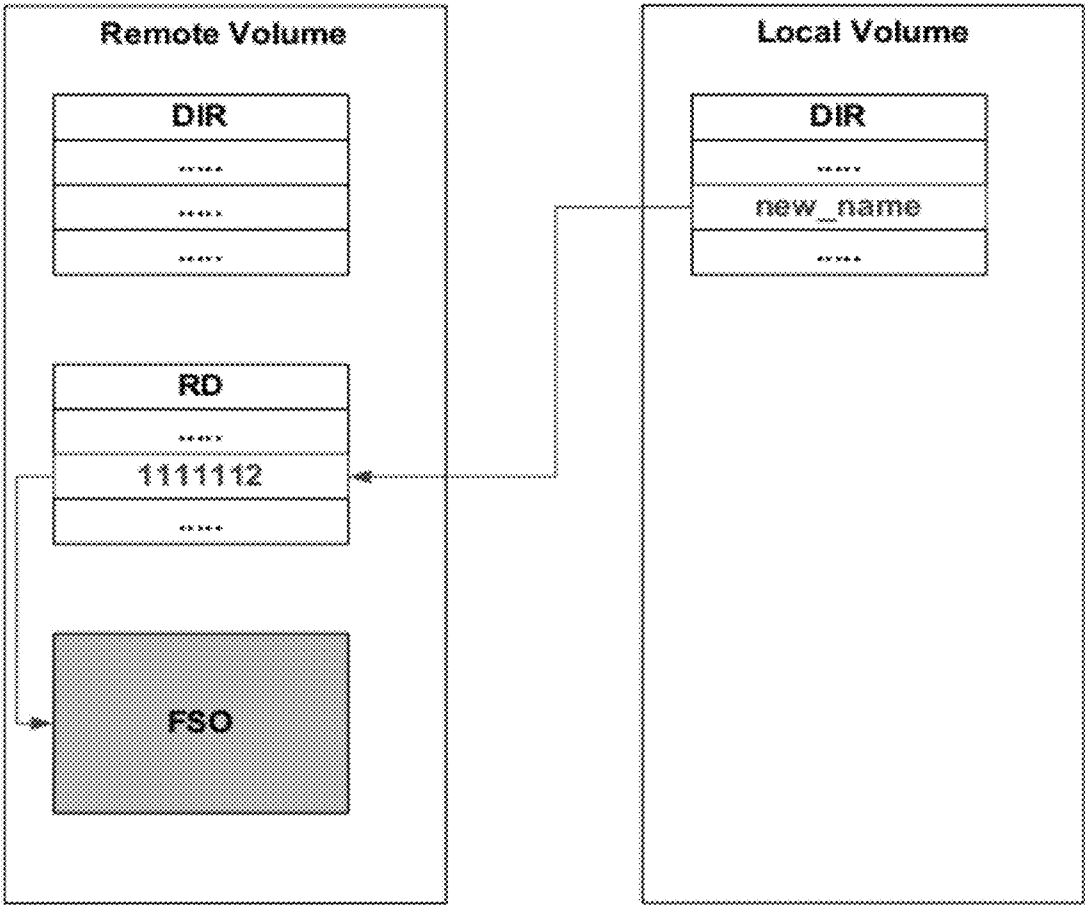 Remote Volume
DIR
.....
.....
.....
RD
.....
1111112
.....
FSO
Local Volume
DIR
.....
new_name
.....